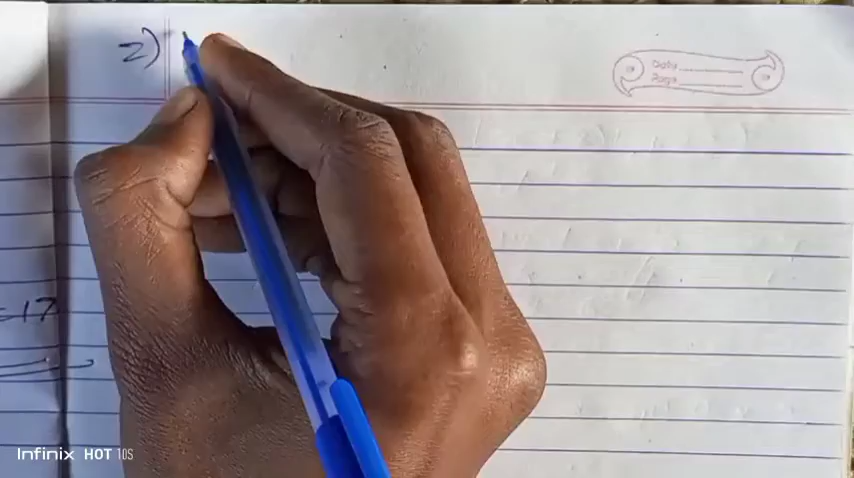 2)
Date
Page
=17
Infinix HOT 10S